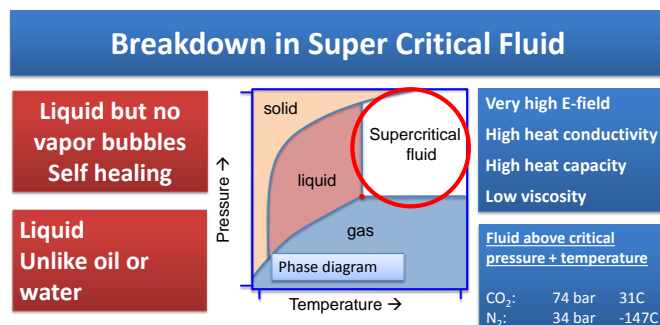 Breakdown in Super Critical Fluid
Liquid but no
vapor bubbles
Self healing
Liquid
Unlike oil or
water
Pressure →
solid
Supercritical
fluid
liquid
gas
Phase diagram
Temperature →
Very high E-field
High heat conductivity
High heat capacity
Low viscosity
Fluid above critical
pressure + temperature
CO₂: 74 bar 31C
N₂: 34 bar -147C